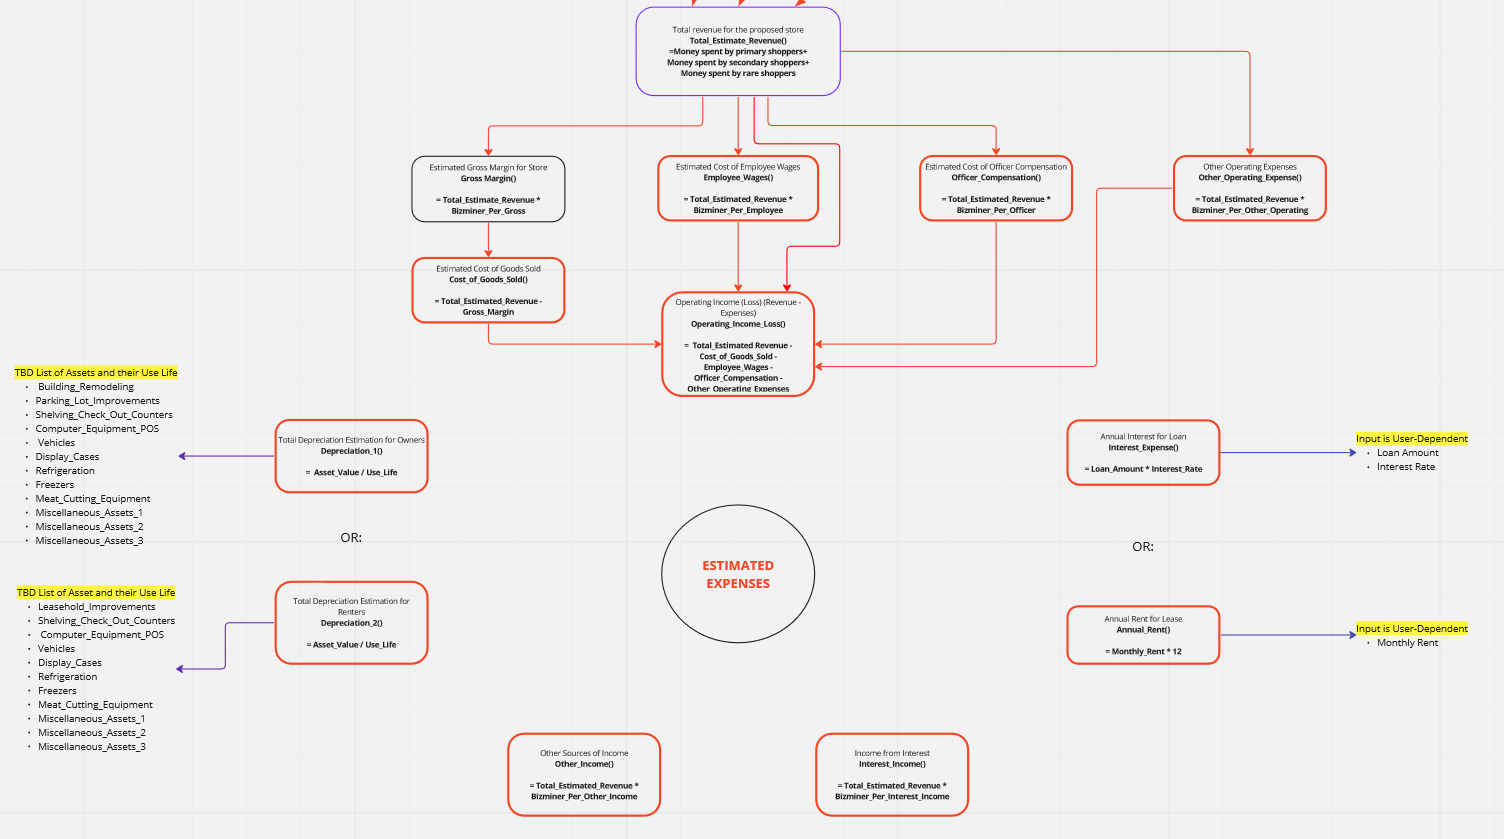 Total revenue for the proposed store
Total_Estimate_Revenue()
=Money spent by primary shoppers+
Money spent by secondary shoppers+
Money spent by rare shoppers
Estimated Gross Margin for Store
Gross Margin()
= Total_Estimate_Revenue *
Bizminer_Per_Gross
Estimated Cost of Employee Wages
Employee_Wages()
= Total_Estimated_Revenue *
Bizminer_Per_Employee
Estimated Cost of Officer Compensation
Officer_Compensation()
= Total_Estimated_Revenue *
Bizminer_Per_Officer
Other Operating Expenses
Other_Operating_Expense()
= Total_Estimated_Revenue *
Bizminer_Per_Other_Operating
Estimated Cost of Goods Sold
Cost_of_Goods_Sold()
= Total_Estimated_Revenue -
Gross_Margin
Operating Income (Loss) (Revenue -
Expenses)
Operating_Income_Loss()
= Total_Estimated Revenue -
Cost_of_Goods_Sold -
Employee_Wages -
Officer_Compensation -
Other_Operating_Expenses
TBD List of Assets and their Use Life
· Building_Remodeling
· Parking_Lot_Improvements
· Shelving_Check_Out_Counters
· Computer_Equipment_POS
· Vehicles
· Display_Cases
· Refrigeration
· Freezers
· Meat_Cutting_Equipment
· Miscellaneous_Assets_1
· Miscellaneous_Assets_2
· Miscellaneous_Assets_3
Total Depreciation Estimation for Owners
Depreciation_1()
= Asset_Value / Use_Life
Annual Interest for Loan
Interest_Expense()
= Loan_Amount * Interest_Rate
Input is User-Dependent
· Loan Amount
· Interest Rate
OR:
OR:
ESTIMATED
EXPENSES
TBD List of Asset and their Use Life
· Leasehold_Improvements
· Shelving_Check_Out_Counters
· Computer_Equipment_POS
· Vehicles
· Display_Cases
· Refrigeration
· Freezers
· Meat_Cutting_Equipment
· Miscellaneous_Assets_1
· Miscellaneous_Assets_2
· Miscellaneous_Assets_3
Total Depreciation Estimation for
Renters
Depreciation_2()
= Asset_Value / Use_Life
Annual Rent for Lease
Annual_Rent()
= Monthly_Rent * 12
Input is User-Dependent
· Monthly Rent
Other Sources of Income
Other_Income()
= Total_Estimated_Revenue *
Bizminer_Per_Other_Income
Income from Interest
Interest_Income()
= Total_Estimated_Revenue *
Bizminer_Per_Interest_Income